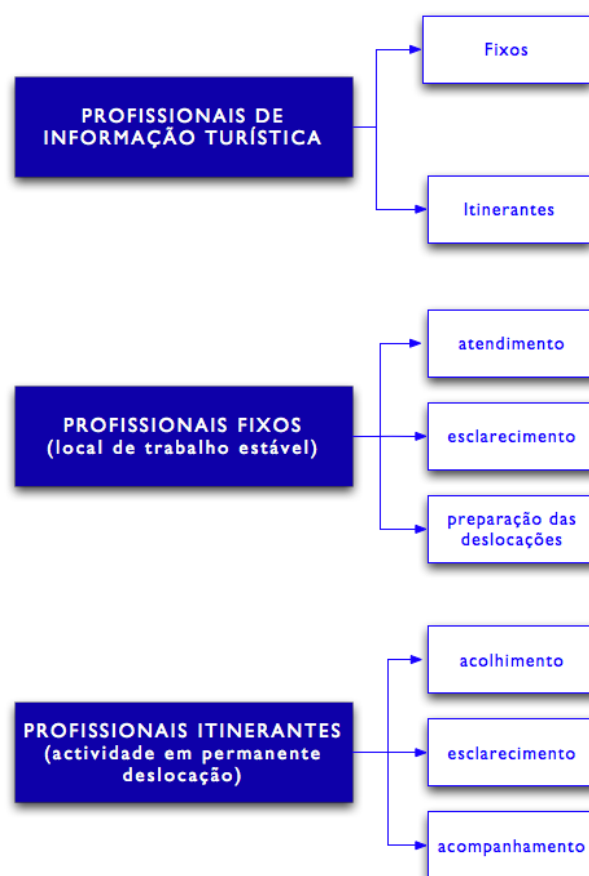 PROFISSIONAIS DE
INFORMAÇÃO TURÍSTICA
Fixos
Itinerantes
PROFISSIONAIS FIXOS
(local de trabalho estável)
atendimento
esclarecimento
preparação das
deslocações
PROFISSIONAIS ITINERANTES
(actividade em permanente
deslocação)
acolhimento
esclarecimento
acompanhamento